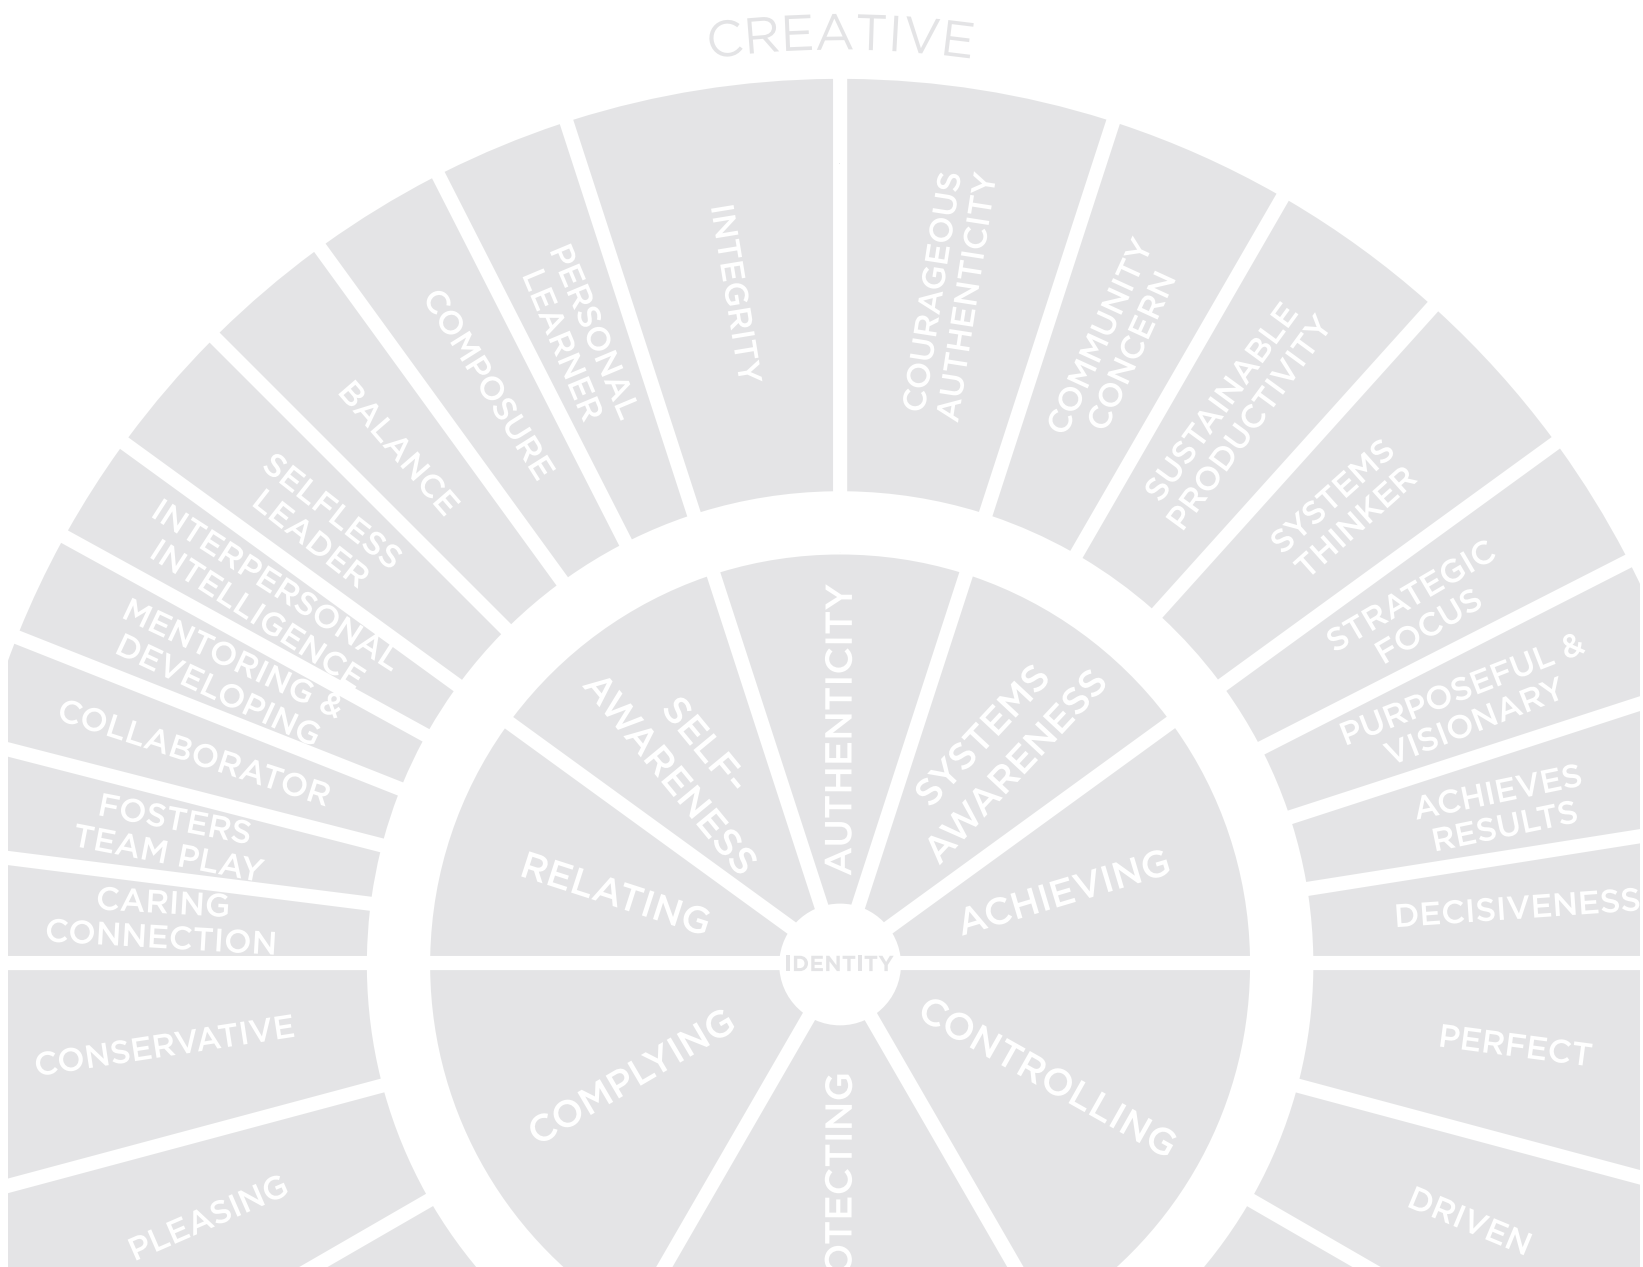 CREATIVE
INTEGRITY
COURAGEOUS
AUTHENTICITY
PERSONAL
LEARNER
COMMUNITY
CONCERN
COMPOSURE
SUSTAINABLE
PRODUCTIVITY
BALANCE
SYSTEMS
THINKER
SELFLESS
LEADER
STRATEGIC
FOCUS
INTERPERSONAL
INTELLIGENCE
PURPOSEFUL &
VISIONARY
MENTORING &
DEVELOPING
ACHIEVES
RESULTS
COLLABORATOR
DECISIVENESS
FOSTERS
TEAM PLAY
CARING
CONNECTION
AUTHENTICITY
SELF-
AWARENESS
SYSTEMS
AWARENESS
RELATING
ACHIEVING
IDENTITY
COMPLYING
CONTROLLING
OTECTING
CONSERVATIVE
PERFECT
PLEASING
DRIVEN